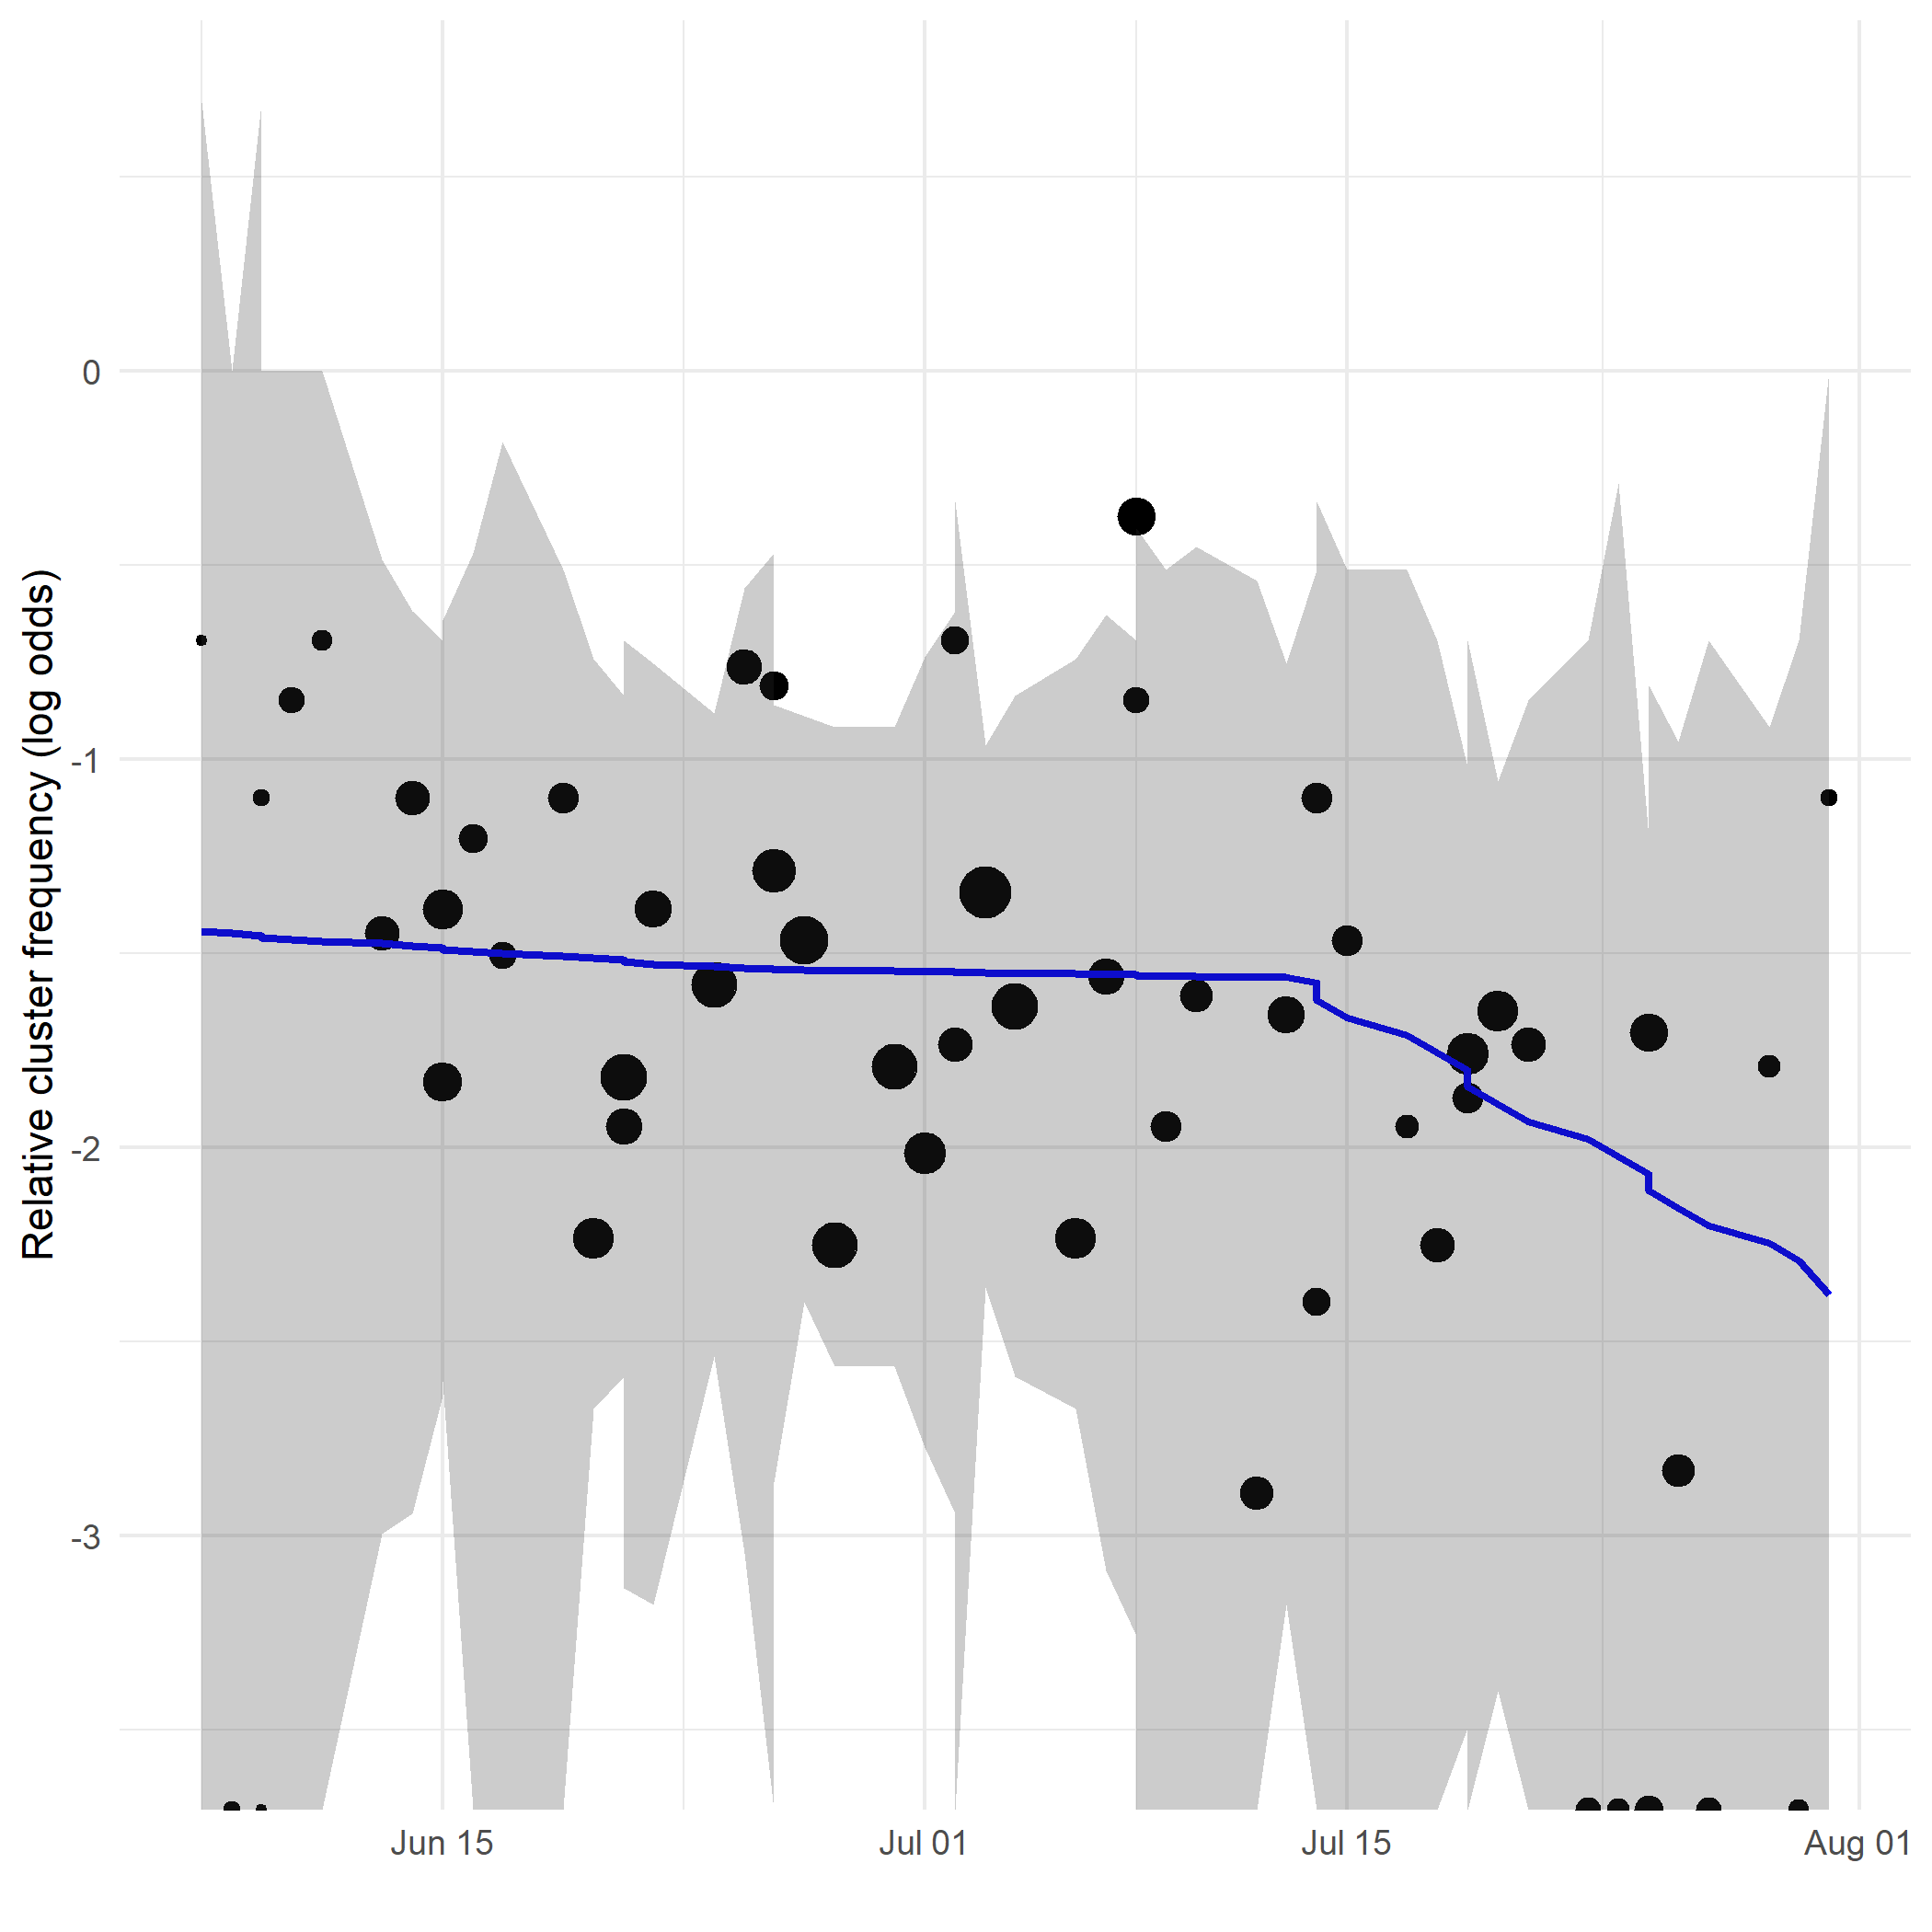 Relative cluster frequency (log odds)
0
-1
-2
-3
Jun 15
Jul 01
Jul 15
Aug 01